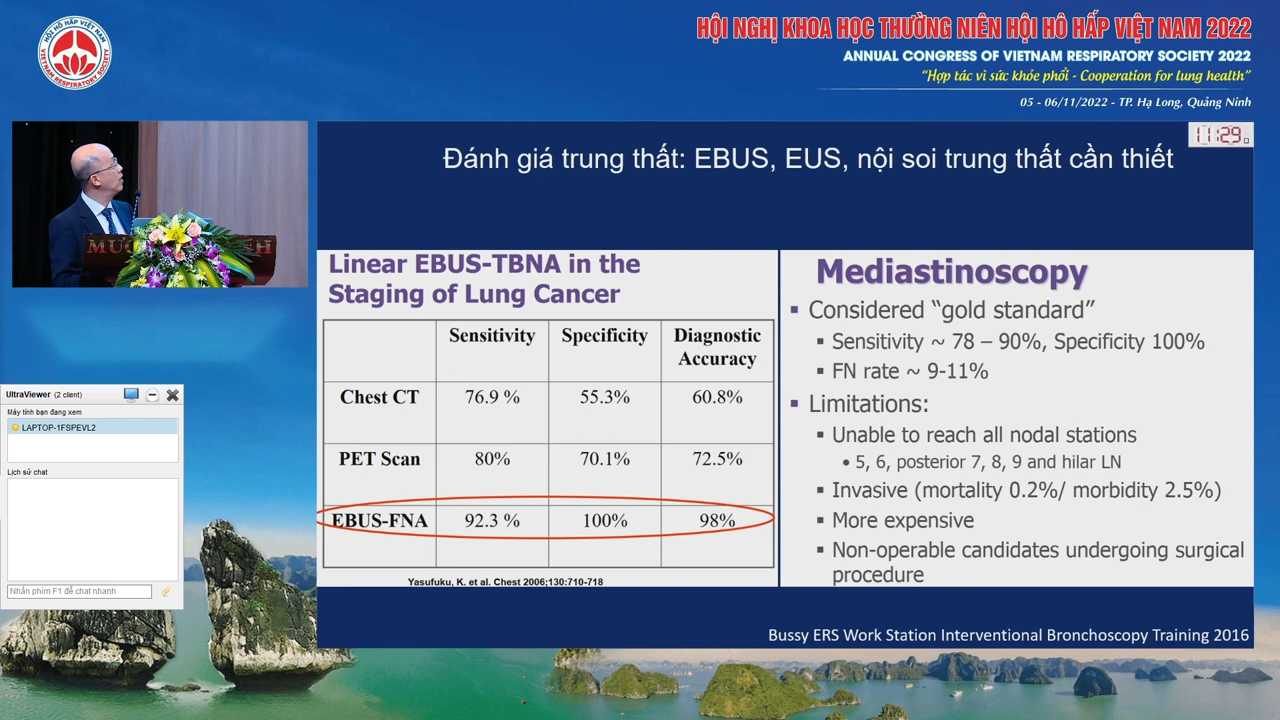 HỘI HÔ HẤP VIỆT NAM
VIETNAM RESPIRATORY SOCIETY
HỘI NGHỊ KHOA HỌC THƯỜNG NIÊN HỘI HÔ HẤP VIỆT NAM 2022
ANNUAL CONGRESS OF VIETNAM RESPIRATORY SOCIETY 2022
“Hợp tác vì sức khỏe phổi - Cooperation for lung health”
05 - 06/11/2022 - TP. Hạ Long, Quảng Ninh
11:29
Đánh giá trung thất: EBUS, EUS, nội soi trung thất cần thiết
Linear EBUS-TBNA in the
Staging of Lung Cancer
Sensitivity Specificity Diagnostic
Accuracy
Chest CT 76.9 % 55.3% 60.8%
PET Scan 80% 70.1% 72.5%
EBUS-FNA 92.3 % 100% 98%
Yasufuku, K. et al. Chest 2006;130:710-718
Mediastinoscopy
▪ Considered “gold standard”
▪ Sensitivity ~ 78 – 90%, Specificity 100%
▪ FN rate ~ 9-11%
▪ Limitations:
▪ Unable to reach all nodal stations
• 5, 6, posterior 7, 8, 9 and hilar LN
▪ Invasive (mortality 0.2%/ morbidity 2.5%)
▪ More expensive
▪ Non-operable candidates undergoing surgical
procedure
Bussy ERS Work Station Interventional Bronchoscopy Training 2016
UltraViewer (2 client)
Máy tính bạn đang xem
LAPTOP-1FSPEVL2
Lịch sử chat
Nhấn phím F1 để chat nhanh